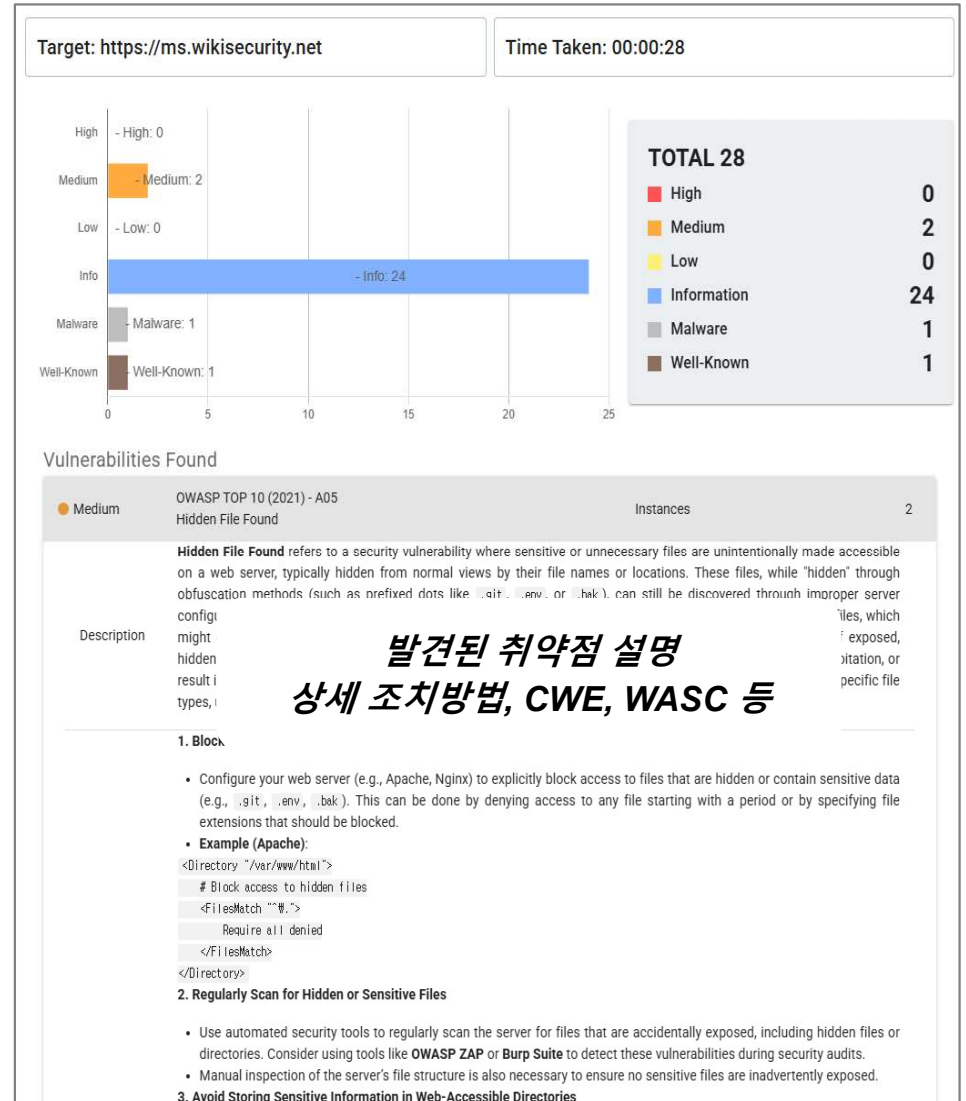 Target: https://ms.wikisecurity.net
Time Taken: 00:00:28
High - High: 0
Medium - Medium: 2
Low - Low: 0
Info - Info: 24
Malware - Malware: 1
Well-Known - Well-Known: 1
0 5 10 15 20 25
TOTAL 28
High 0
Medium 2
Low 0
Information 24
Malware 1
Well-Known 1
Vulnerabilities Found
Medium
OWASP TOP 10 (2021) - A05
Hidden File Found
Instances 2
Description
Hidden File Found refers to a security vulnerability where sensitive or unnecessary files are unintentionally made accessible
on a web server, typically hidden from normal views by their file names or locations. These files, while "hidden" through
obfuscation methods (such as prefixed dots like .git, .env, or .bak), can still be discovered through improper server
which
might exposed,
hidden or
result specific file
types,
발견된 취약점 설명
상세 조치방법, CWE, WASC 등
1. Block
• Configure your web server (e.g., Apache, Nginx) to explicitly block access to files that are hidden or contain sensitive data
(e.g., .git, .env, .bak). This can be done by denying access to any file starting with a period or by specifying file
extensions that should be blocked.
• Example (Apache):
<Directory "/var/www/html">
# Block access to hidden files
<FilesMatch "^₩.">
Require all denied
</FilesMatch>
</Directory>
2. Regularly Scan for Hidden or Sensitive Files
• Use automated security tools to regularly scan the server for files that are accidentally exposed, including hidden files or
directories. Consider using tools like OWASP ZAP or Burp Suite to detect these vulnerabilities during security audits.
• Manual inspection of the server's file structure is also necessary to ensure no sensitive files are inadvertently exposed.
3. Avoid Storing Sensitive Information in Web-Accessible Directories